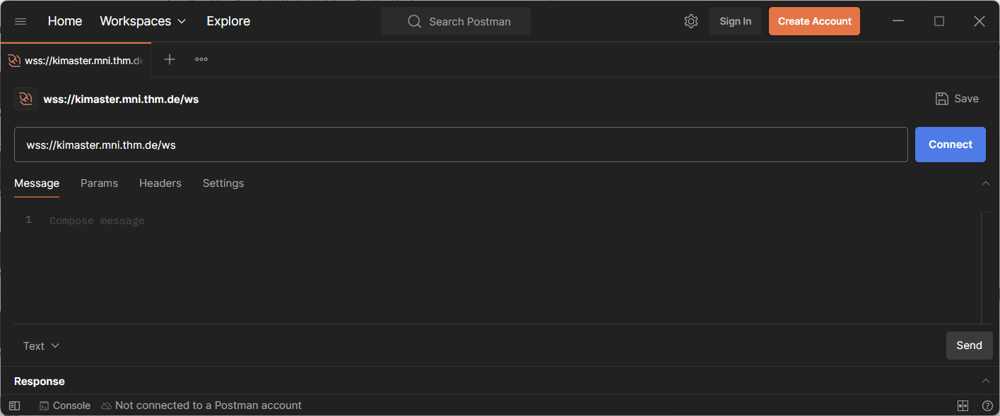 Home Workspaces Explore Search Postman Sign In Create Account
wss://kimaster.mni.thm.de
wss://kimaster.mni.thm.de/ws Save
wss://kimaster.mni.thm.de/ws Connect
Message Params Headers Settings
1 Compose message
Text Send
Response
Console Not connected to a Postman account